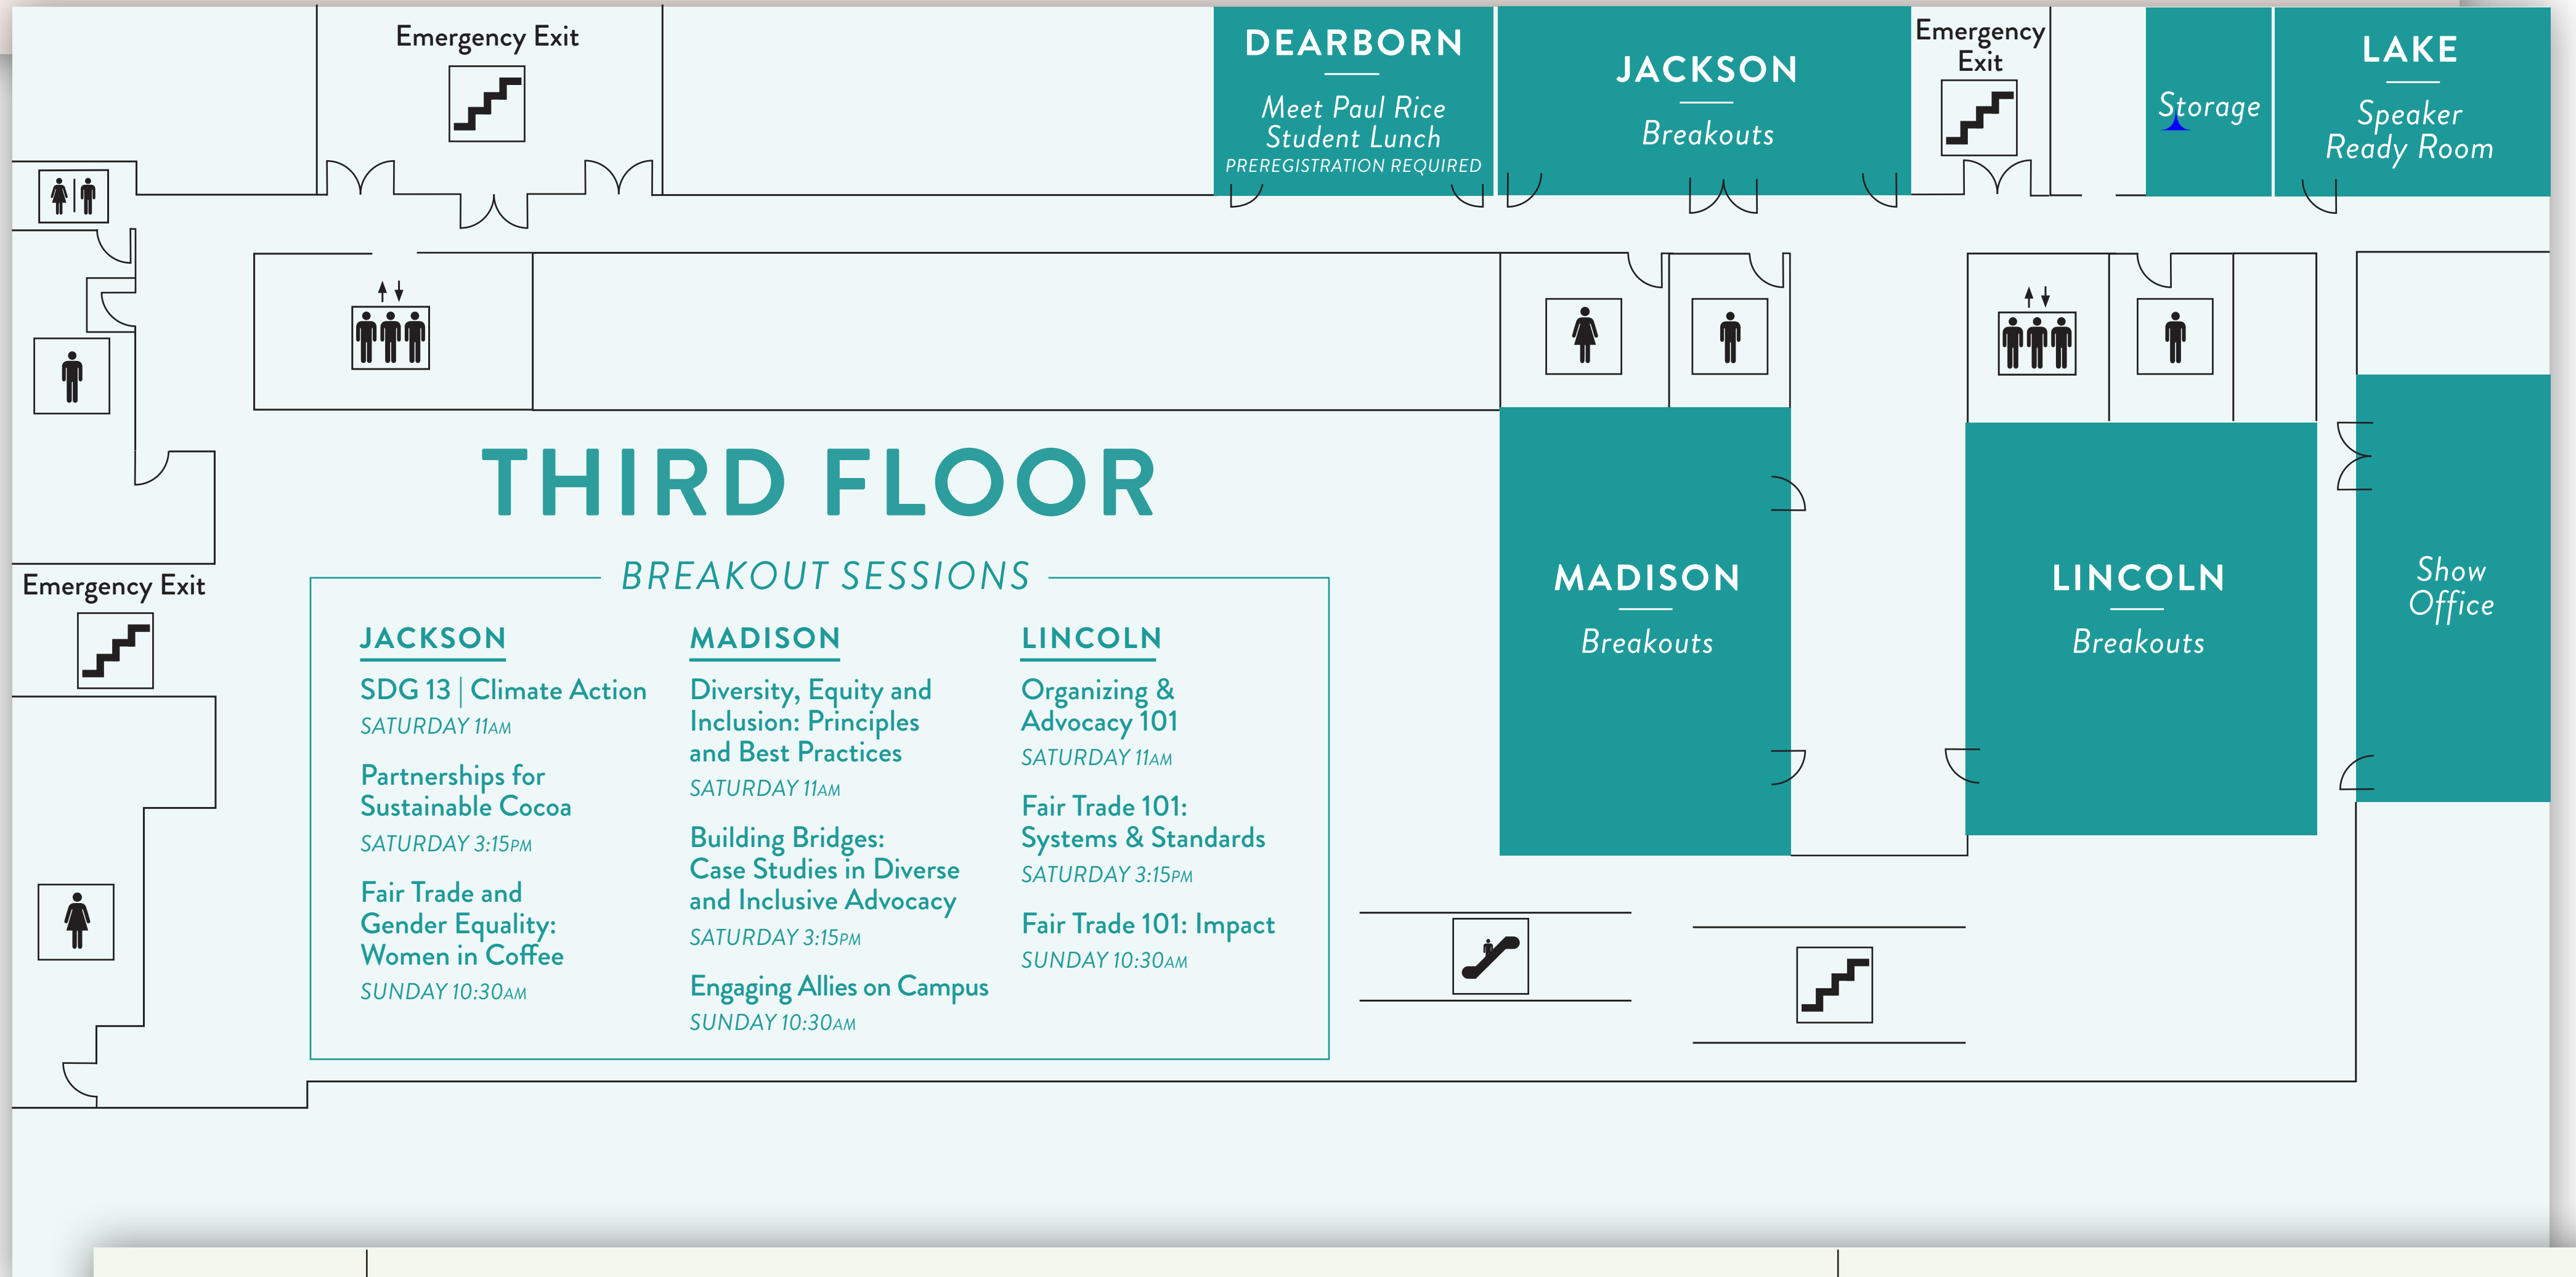 Emergency Exit
DEARBORN
Meet Paul Rice
Student Lunch
PREREGISTRATION REQUIRED
JACKSON
Breakouts
Emergency
Exit
Storage
LAKE
Speaker
Ready Room
THIRD FLOOR
MADISON
Breakouts
LINCOLN
Breakouts
Show
Office
Emergency Exit
BREAKOUT SESSIONS
JACKSON
SDG 13 | Climate Action
SATURDAY 11AM
Partnerships for
Sustainable Cocoa
SATURDAY 3:15PM
Fair Trade and
Gender Equality:
Women in Coffee
SUNDAY 10:30AM
MADISON
Diversity, Equity and
Inclusion: Principles
and Best Practices
SATURDAY 11AM
Building Bridges:
Case Studies in Diverse
and Inclusive Advocacy
SATURDAY 3:15PM
Engaging Allies on Campus
SUNDAY 10:30AM
LINCOLN
Organizing &
Advocacy 101
SATURDAY 11AM
Fair Trade 101:
Systems & Standards
SATURDAY 3:15PM
Fair Trade 101: Impact
SUNDAY 10:30AM